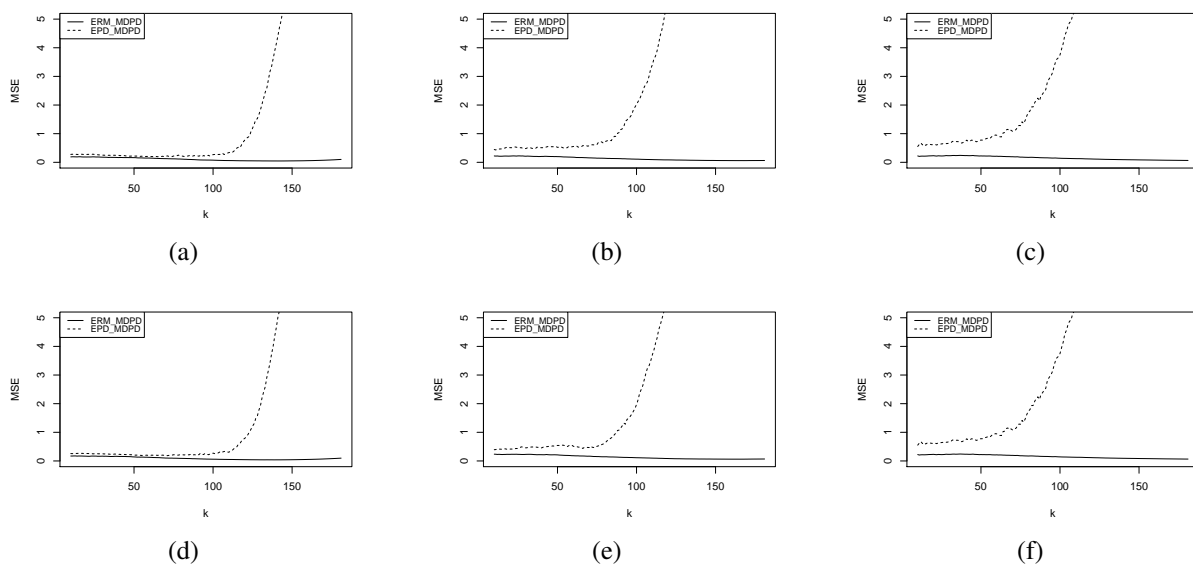 ERM_MDPD
EPD_MDPD
MSE
0 1 2 3 4 5
50 100 150
k
(a)
ERM_MDPD
EPD_MDPD
MSE
0 1 2 3 4 5
50 100 150
k
(b)
ERM_MDPD
EPD_MDPD
MSE
0 1 2 3 4 5
50 100 150
k
(c)
ERM_MDPD
EPD_MDPD
MSE
0 1 2 3 4 5
50 100 150
k
(d)
ERM_MDPD
EPD_MDPD
MSE
0 1 2 3 4 5
50 100 150
k
(e)
ERM_MDPD
EPD_MDPD
MSE
0 1 2 3 4 5
50 100 150
k
(f)